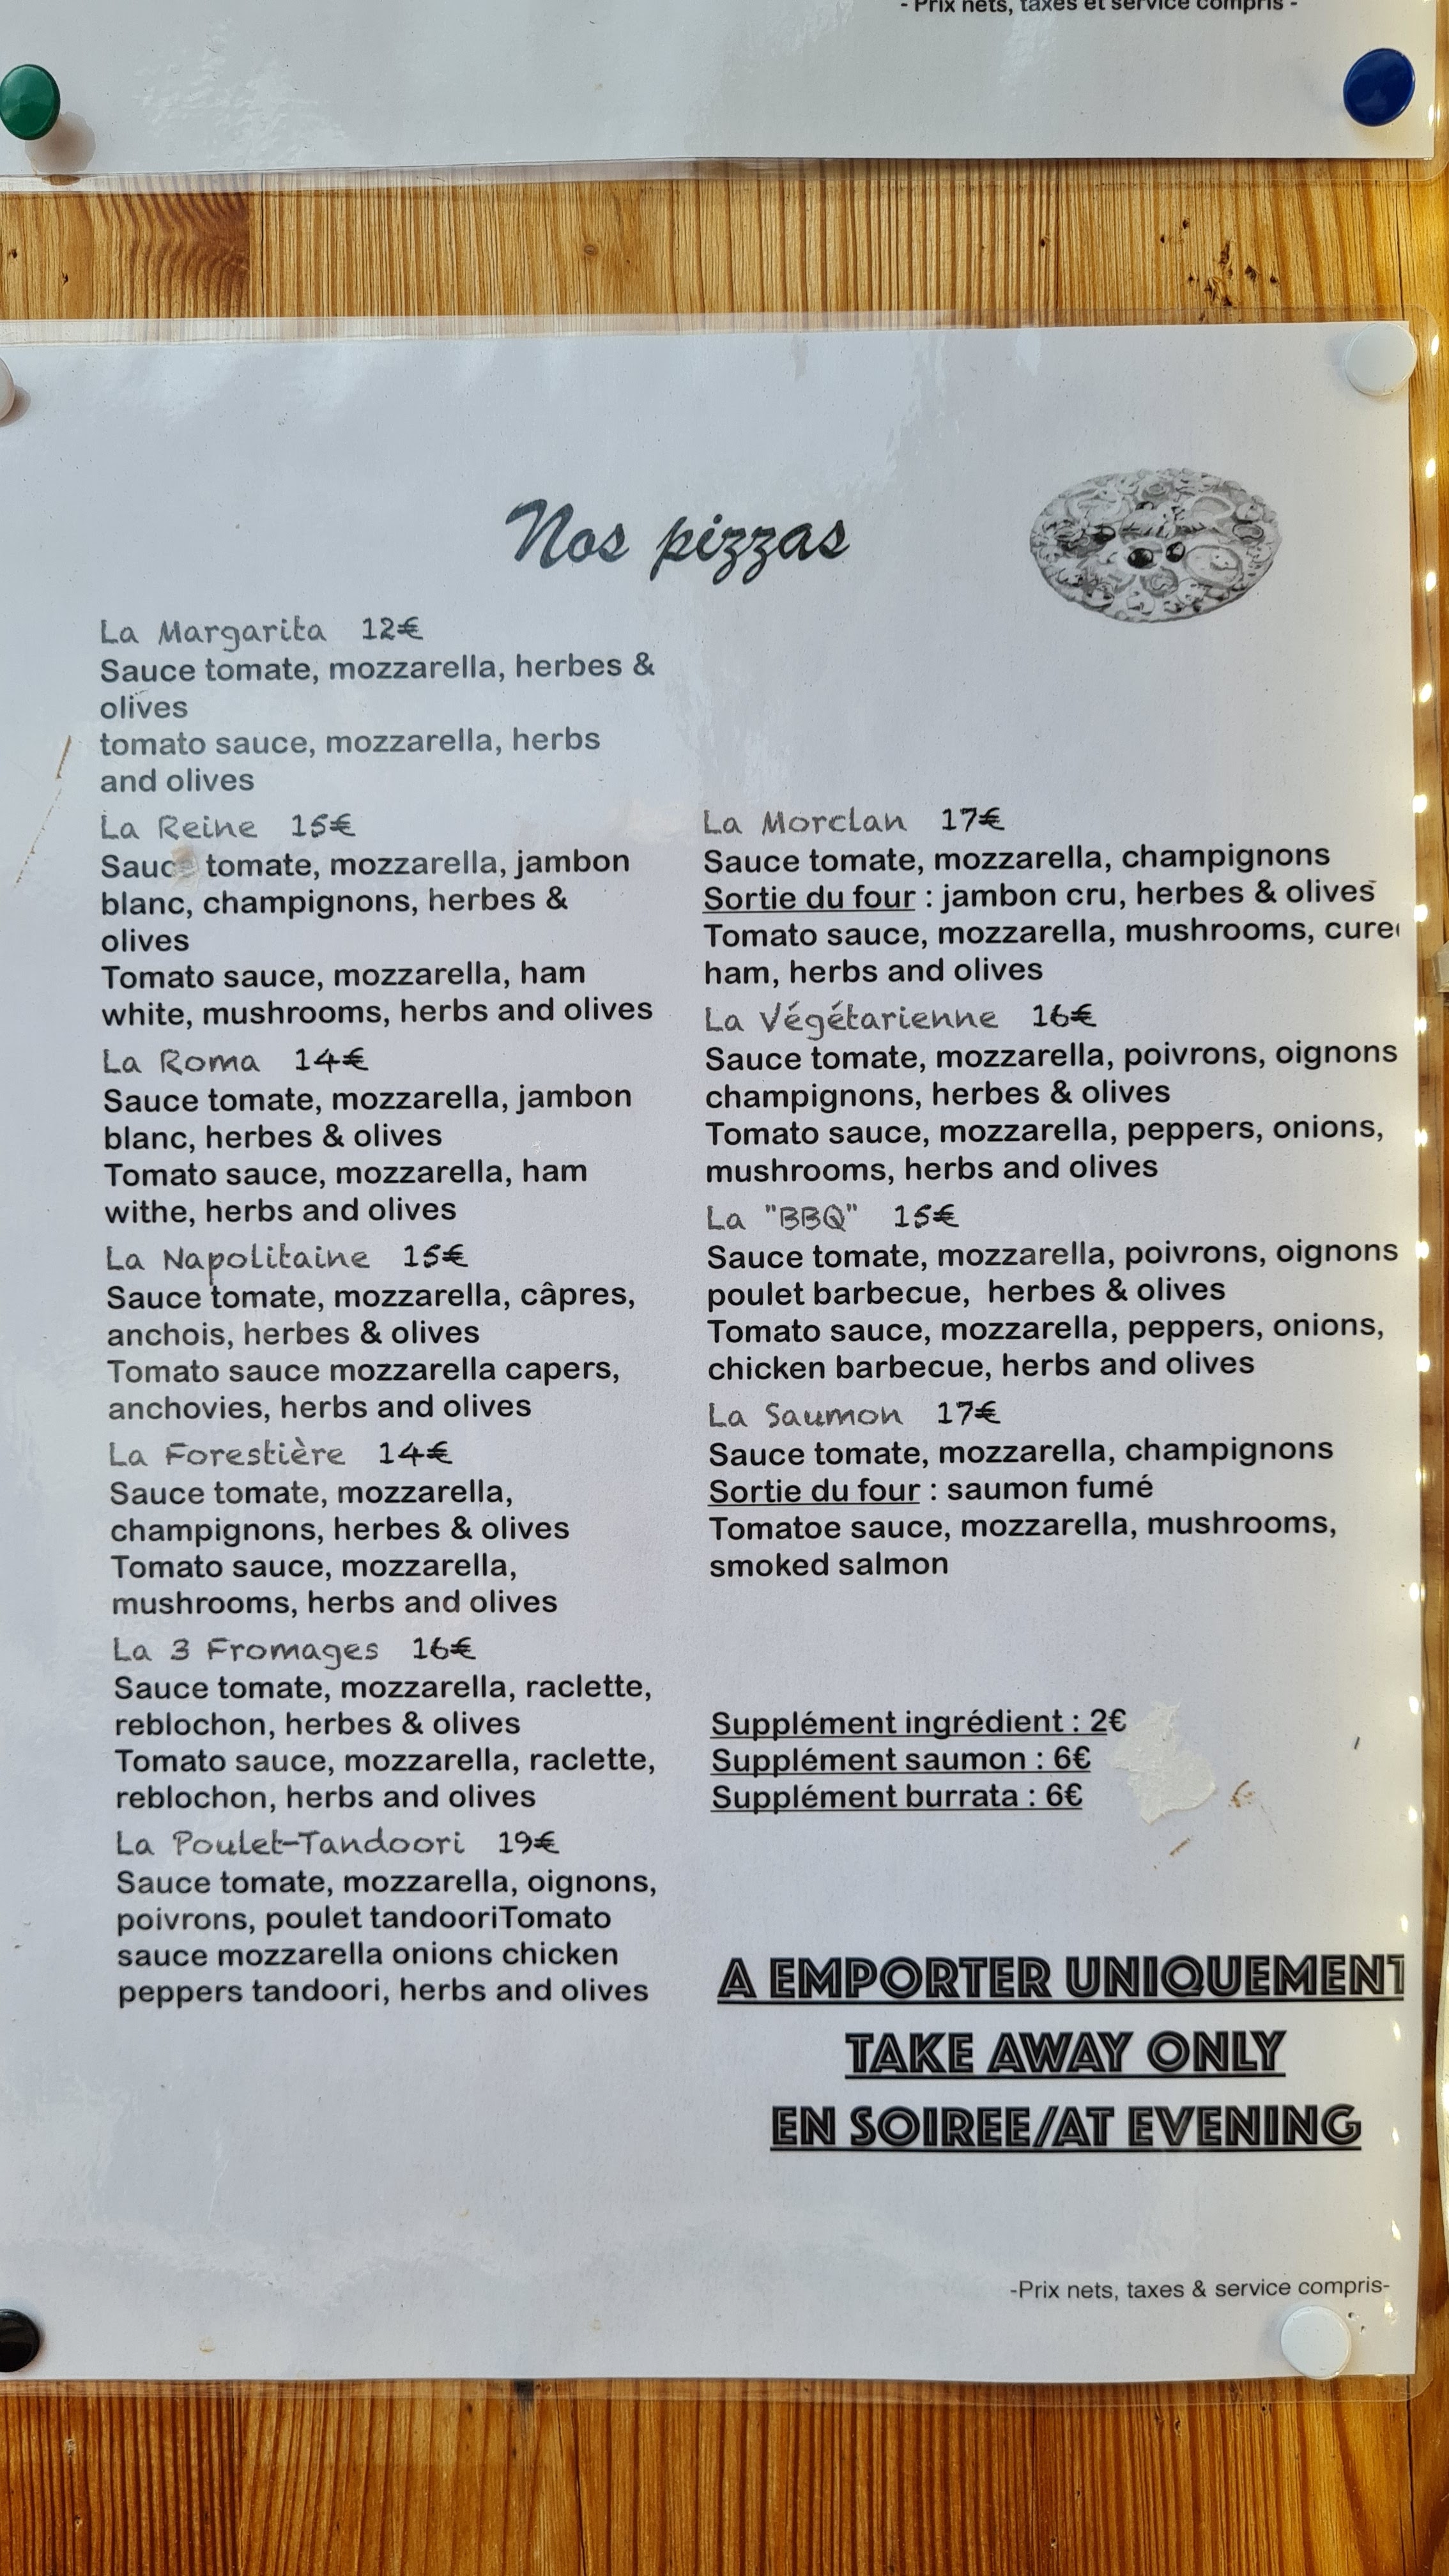 - Prix nets, taxes et service compris -
Nos pizzas
La Margarita 12€
Sauce tomate, mozzarella, herbes &
olives
tomato sauce, mozzarella, herbs
and olives
La Reine 15€
Sauce tomate, mozzarella, jambon
blanc, champignons, herbes &
olives
Tomato sauce, mozzarella, ham
white, mushrooms, herbs and olives
La Roma 14€
Sauce tomate, mozzarella, jambon
blanc, herbes & olives
Tomato sauce, mozzarella, ham
withe, herbs and olives
La Napolitaine 15€
Sauce tomate, mozzarella, câpres,
anchois, herbes & olives
Tomato sauce mozzarella capers,
anchovies, herbs and olives
La Forestière 14€
Sauce tomate, mozzarella,
champignons, herbes & olives
Tomato sauce, mozzarella,
mushrooms, herbs and olives
La 3 Fromages 16€
Sauce tomate, mozzarella, raclette,
reblochon, herbes & olives
Tomato sauce, mozzarella, raclette,
reblochon, herbs and olives
La Poulet-Tandoori 19€
Sauce tomate, mozzarella, oignons,
poivrons, poulet tandooriTomato
sauce mozzarella onions chicken
peppers tandoori, herbs and olives
La Morclan 17€
Sauce tomate, mozzarella, champignons
Sortie du four : jambon cru, herbes & olives
Tomato sauce, mozzarella, mushrooms, cured
ham, herbs and olives
La Végétarienne 16€
Sauce tomate, mozzarella, poivrons, oignons
champignons, herbes & olives
Tomato sauce, mozzarella, peppers, onions,
mushrooms, herbs and olives
La "BBQ" 15€
Sauce tomate, mozzarella, poivrons, oignons
poulet barbecue, herbes & olives
Tomato sauce, mozzarella, peppers, onions,
chicken barbecue, herbs and olives
La Saumon 17€
Sauce tomate, mozzarella, champignons
Sortie du four : saumon fumé
Tomatoe sauce, mozzarella, mushrooms,
smoked salmon
Supplément ingrédient : 2€
Supplément saumon : 6€
Supplément burrata : 6€
A EMPORTER UNIQUEMENT
TAKE AWAY ONLY
EN SOIREE/AT EVENING
-Prix nets, taxes & service compris-